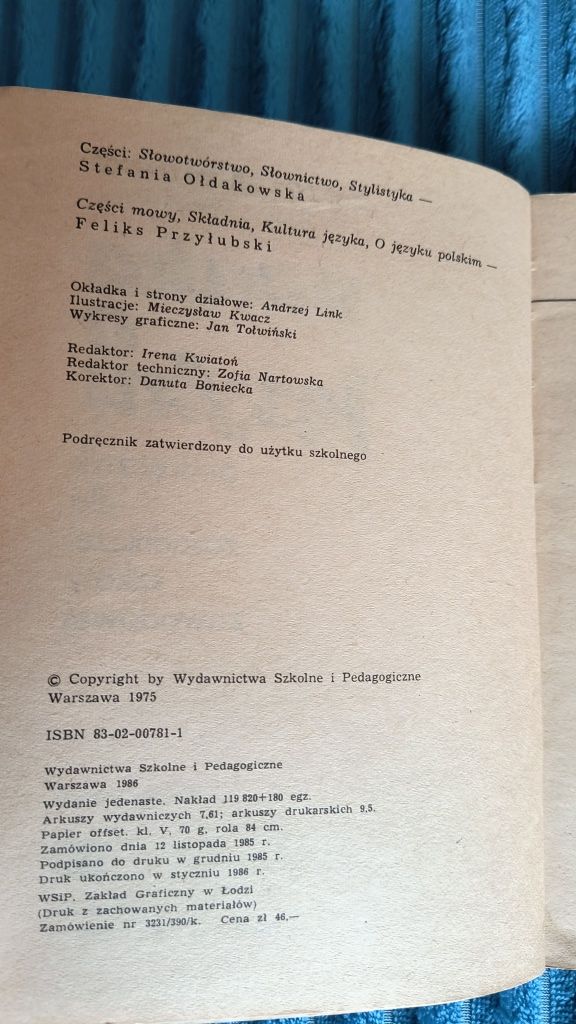 Części: Słowotwórstwo, Słownictwo, Stylistyka —
Stefania Ołdakowska
Części mowy, Składnia, Kultura języka, O języku polskim —
Feliks Przyłubski
Okładka i strony działowe: Andrzej Link
Ilustracje: Mieczysław Kwacz
Wykresy graficzne: Jan Tołwiński
Redaktor: Irena Kwiatoń
Redaktor techniczny: Zofia Nartowska
Korektor: Danuta Boniecka
Podręcznik zatwierdzony do użytku szkolnego
© Copyright by Wydawnictwa Szkolne i Pedagogiczne
Warszawa 1975
ISBN 83-02-00781-1
Wydawnictwa Szkolne i Pedagogiczne
Warszawa 1986
Wydanie jedenaste. Nakład 119 820+180 egz.
Arkuszy wydawniczych 7,61; arkuszy drukarskich 9,5.
Papier offset. kl. V, 70 g, rola 84 cm.
Zamówiono dnia 12 listopada 1985 r.
Podpisano do druku w grudniu 1985 r.
Druk ukończono w styczniu 1986 r.
WSiP. Zakład Graficzny w Łodzi
(Druk z zachowanych materiałów)
Zamówienie nr 3231/390/k. Cena zł 46,—